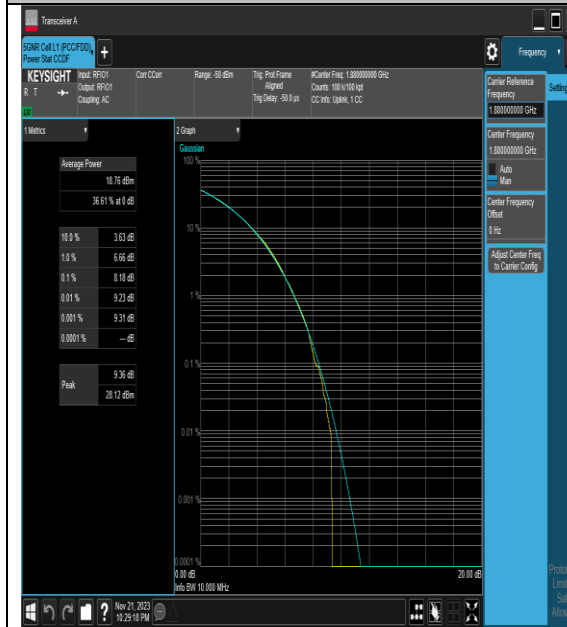 Transceiver A
5GNR Cell L1 (PCC/FDD),
Power Stat CCDF
Frequency
KEYSIGHT
R T
Input: RFIO1
Output: RFIO1
Coupling: AC
Corr CCorr
Range: -50 dBm
Trig: Prot Frame
Aligned
Trig Delay: -50.0 µs
#Center Freq: 1.880000000 GHz
Counts: 100 k/100 kpt
CC Info: Uplink, 1 CC
1 Metrics
Average Power
18.76 dBm
36.61 % at 0 dB
10.0 % 3.63 dB
1.0 % 6.66 dB
0.1 % 8.18 dB
0.01 % 9.23 dB
0.001 % 9.31 dB
0.0001 % --- dB
Peak
9.36 dB
28.12 dBm
2 Graph
Gaussian
100 %
10 %
1 %
0.1 %
0.01 %
0.001 %
0.0001 %
0.00 dB
20.00 dB
Info BW 10.000 MHz
Carrier Reference
Frequency
1.880000000 GHz
Center Frequency
1.880000000 GHz
Auto
Man
Center Frequency
Offset
0 Hz
Adjust Center Freq
to Carrier Config
Setting
Nov 21, 2023
10:29:18 PM